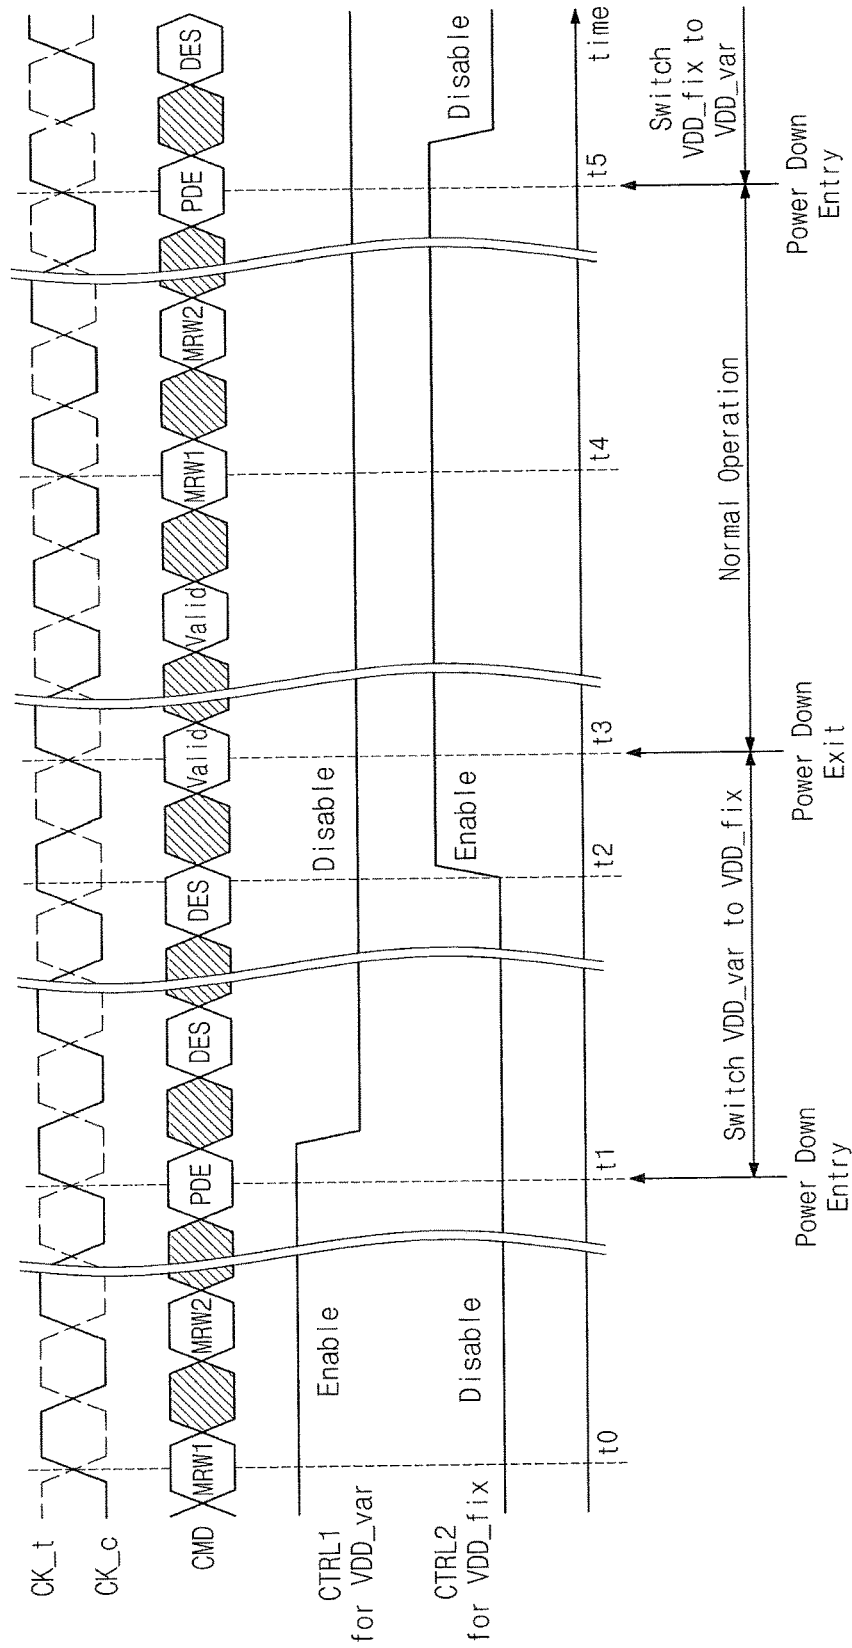 CK_t
CK_c
CMD
MRW1
MRW2
PDE
DES
DES
Valid
Valid
MRW1
MRW2
PDE
DES
CTRL1
for VDD_var
Enable
Disable
CTRL2
for VDD_fix
Disable
Enable
Disable
t0
t1
t2
t3
t4
t5
time
Switch VDD_var to VDD_fix
Normal Operation
Switch
VDD_fix to
VDD_var
Power Down
Entry
Power Down
Exit
Power Down
Entry